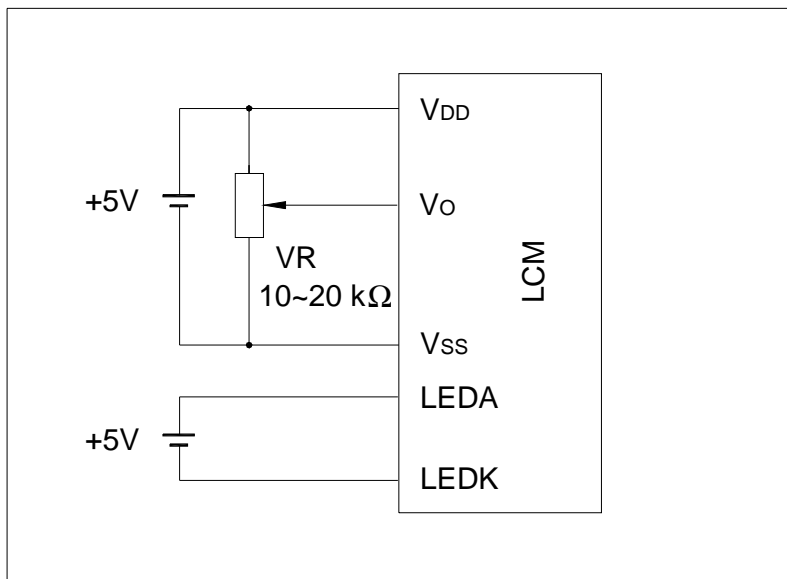 VDD
+5V
VO
VR
10~20 kΩ
LCM
VSS
LEDA
+5V
LEDK